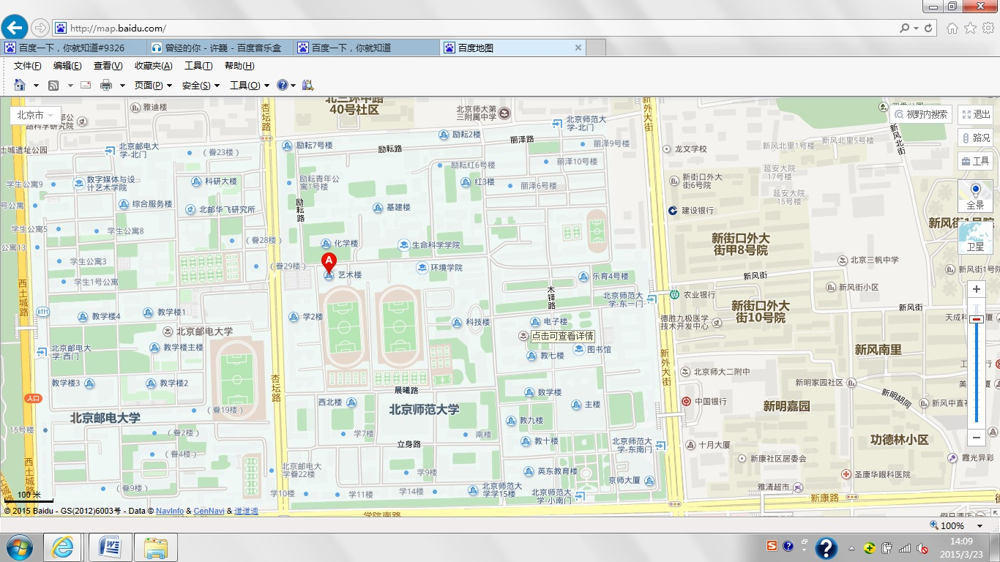 http://map.baidu.com/
百度一下，你就知道#9326
曾经的你 - 许巍 - 百度音乐盒
百度一下，你就知道
百度地图
文件(F)
编辑(E)
查看(V)
收藏夹(A)
工具(T)
帮助(H)
页面(P)
安全(S)
工具(O)
北京市
雅迪楼
杏坛路
北三环中路
40号社区
北京师大第
三附属中学
北京师范大
学-北门
新外大街
视野内搜索
退出
路况
工具
全景
卫星
土城遗址公园
北京邮电大
学-北门
(眷23楼)
励耘7号楼
励耘2楼
励耘路
丽泽路
丽泽9号楼
龙文学校
新风北里1号楼
新风北里5号楼
新风北街
学生公寓9
数字媒体与设
计艺术学院
科研大楼
励耘青年公
寓1号楼
励耘红6号楼
红3楼
丽泽10号楼
丽泽6号楼
新街口外大
街6号院
延安大院
17号楼
延安大院
15号楼
综合服务楼
北邮华飞研究所
励耘路
基建楼
建设银行
新风街1号院
学生公寓5
学生公寓8
(眷28楼)
化学楼
生命科学学院
新街口外大
街甲8号院
学生公寓3
(眷29楼)
A
艺术楼
环境学院
北京三帆中学
新风街1号院
学生1号公寓
乐育4号楼
新风街
新风街小区
西土城路
木铎路
北京师范大
学-东一门
农业银行
新街口外大
街10号院
新风街
天成科
ATM
教学楼4
教学楼1
学2楼
科技楼
电子楼
德胜九极医学
技术开发中心
北京邮电大学
点击可查看详情
北京邮电大
学-西门
教学楼主楼
教七楼
图书馆
新风南里
新外大街
教学楼3
教学楼2
杏坛路
晨曦路
北京师大二附中
新明家园社区
入口
西北楼
北京师范大学
数学楼
主楼
中国银行
新明嘉园
新明胡同
新风中直
15号楼
北京邮电大学
(眷19楼)
(眷2楼)
学7楼
南楼
教九楼
教十楼
立身路
北京师范大
学-东南门
十月大厦
功德林小区
(眷4楼)
新康社区居委会
霞光异彩
西土城路
北京邮电大
学眷22楼
学9楼
英东教育楼
京师大厦
圣康华眼科医院
(眷9楼)
学10楼
学11楼
学14楼
北京师范大
学学15楼
北京师范大
学-小南门
雅清超市
新康路
100 米
© 2015 Baidu - GS(2012)6003号 - Data © NavInfo & CenNavi & 道道通
学院南路
100%
14:09
2015/3/23